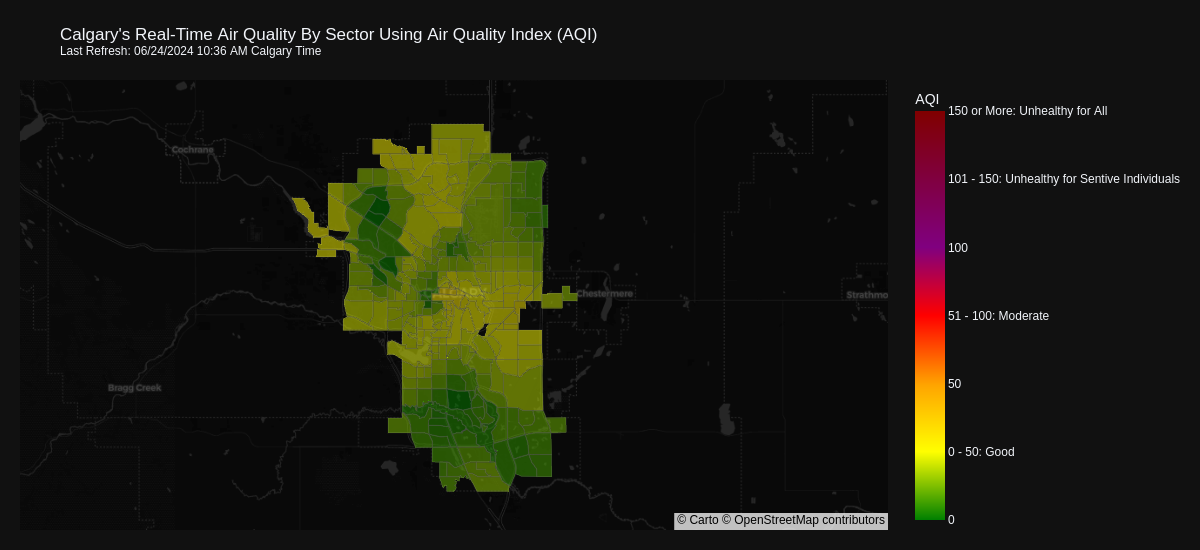 Calgary's Real-Time Air Quality By Sector Using Air Quality Index (AQI)
Last Refresh: 06/24/2024 10:36 AM Calgary Time
AQI
150 or More: Unhealthy for All
101 - 150: Unhealthy for Sentive Individuals
100
51 - 100: Moderate
50
0 - 50: Good
0
Cochrane
Chestermere
Strathmo
Bragg Creek
© Carto © OpenStreetMap contributors